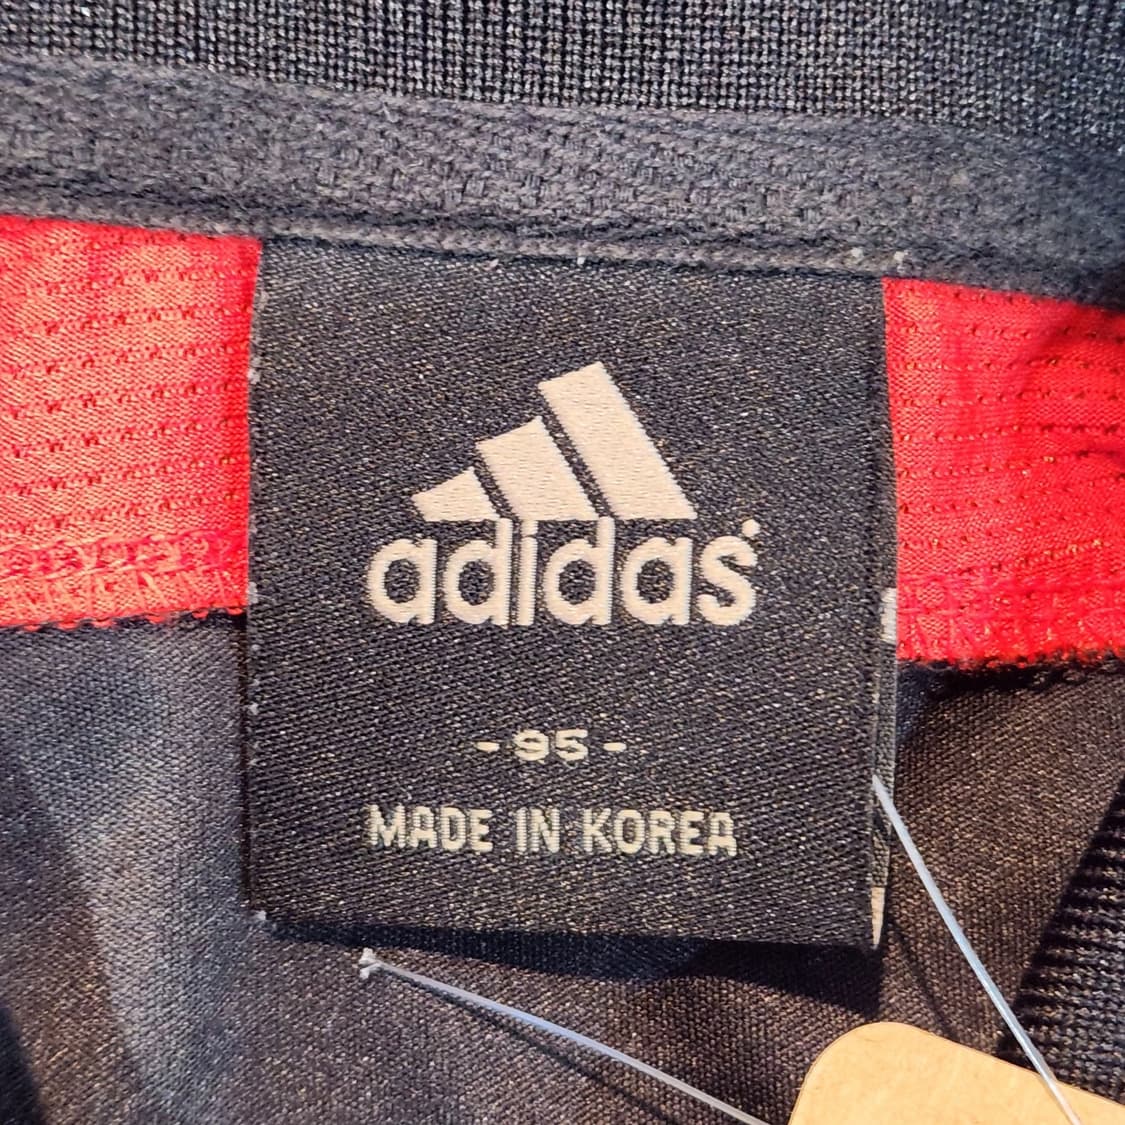 adidas
- 95 -
MADE IN KOREA